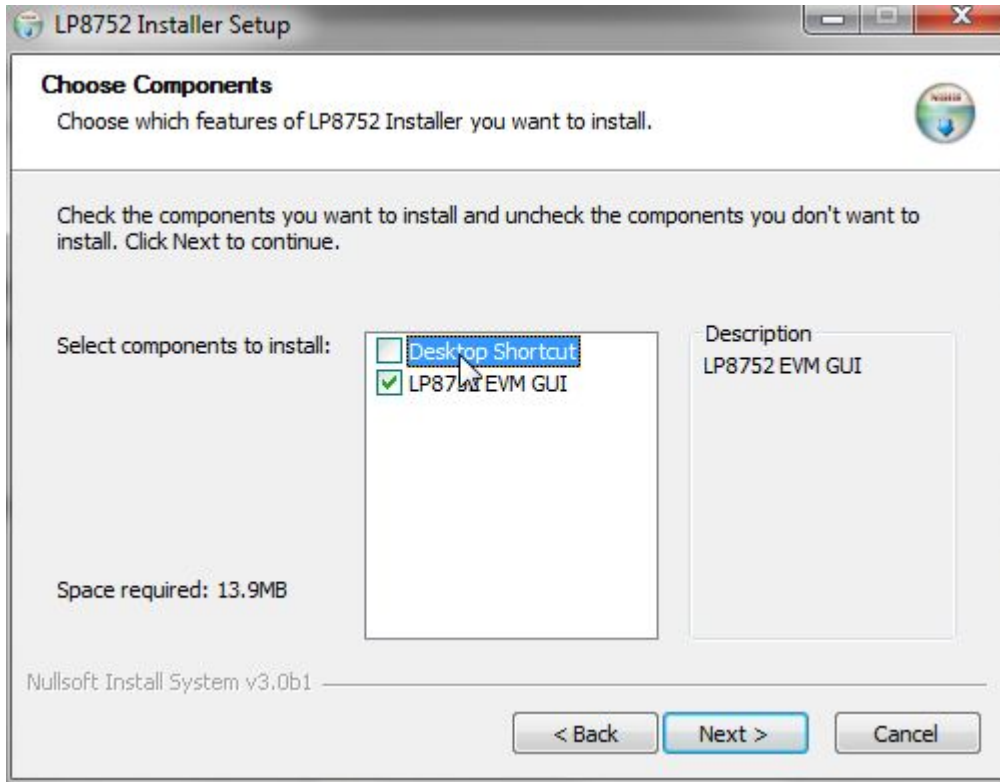 LP8752 Installer Setup
Choose Components
Choose which features of LP8752 Installer you want to install.
Check the components you want to install and uncheck the components you don't want to
install. Click Next to continue.
Select components to install:
Desktop Shortcut
LP8752 EVM GUI
Description
LP8752 EVM GUI
Space required: 13.9MB
Nullsoft Install System v3.0b1
< Back
Next >
Cancel